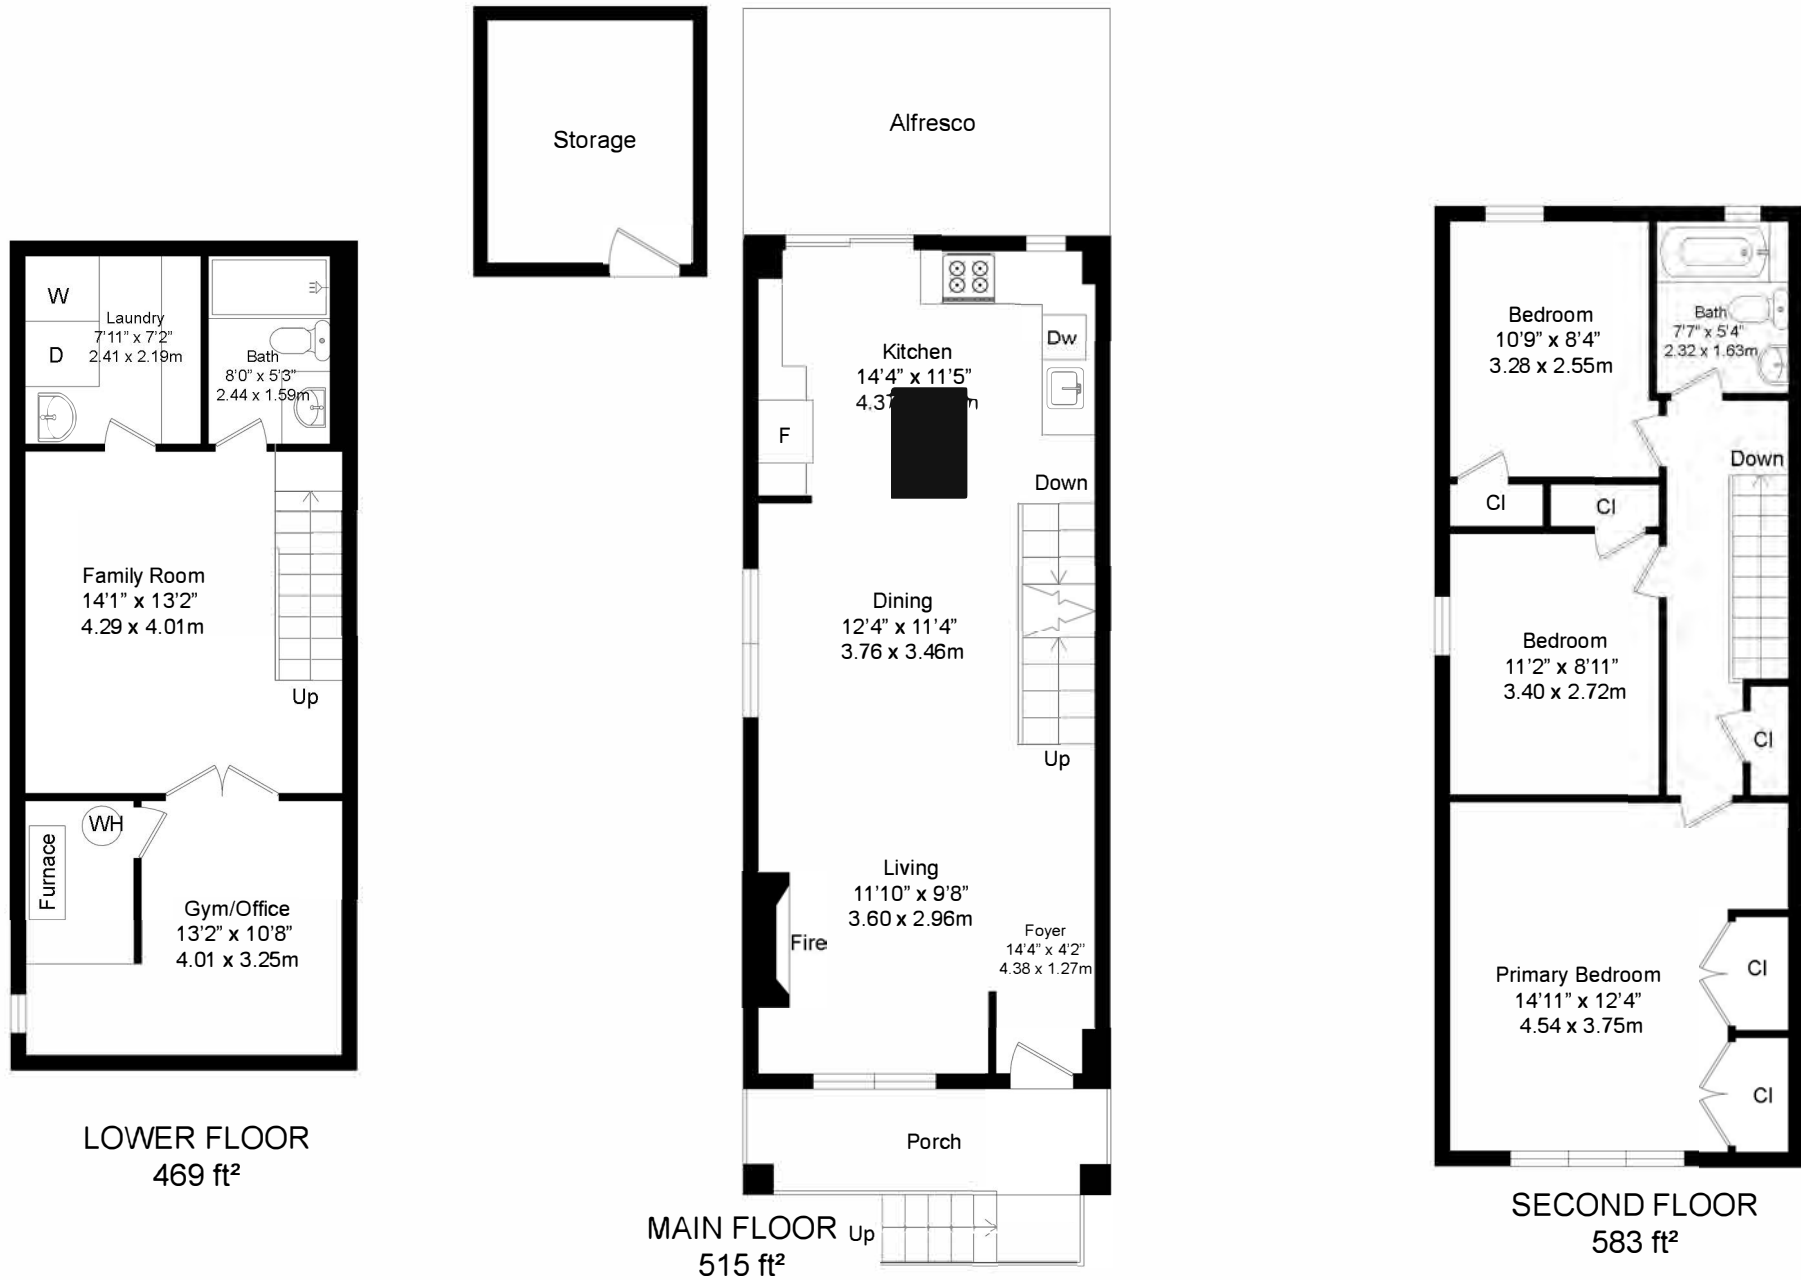 Storage
Alfresco
W
D
Laundry
7'11" x 7'2"
2.41 x 2.19m
Bath
8'0" x 5'3"
2.44 x 1.59m
Family Room
14'1" x 13'2"
4.29 x 4.01m
Up
WH
Furnace
Gym/Office
13'2" x 10'8"
4.01 x 3.25m
LOWER FLOOR
469 ft²
Kitchen
14'4" x 11'5"
Dw
F
Down
Dining
12'4" x 11'4"
3.76 x 3.46m
Up
Living
11'10" x 9'8"
3.60 x 2.96m
Fire
Foyer
14'4" x 4'2"
4.38 x 1.27m
Porch
Up
MAIN FLOOR
515 ft²
Bedroom
10'9" x 8'4"
3.28 x 2.55m
Bath
7'7" x 5'4"
2.32 x 1.63m
Down
Cl
Cl
Bedroom
11'2" x 8'11"
3.40 x 2.72m
Cl
Primary Bedroom
14'11" x 12'4"
4.54 x 3.75m
Cl
Cl
SECOND FLOOR
583 ft²